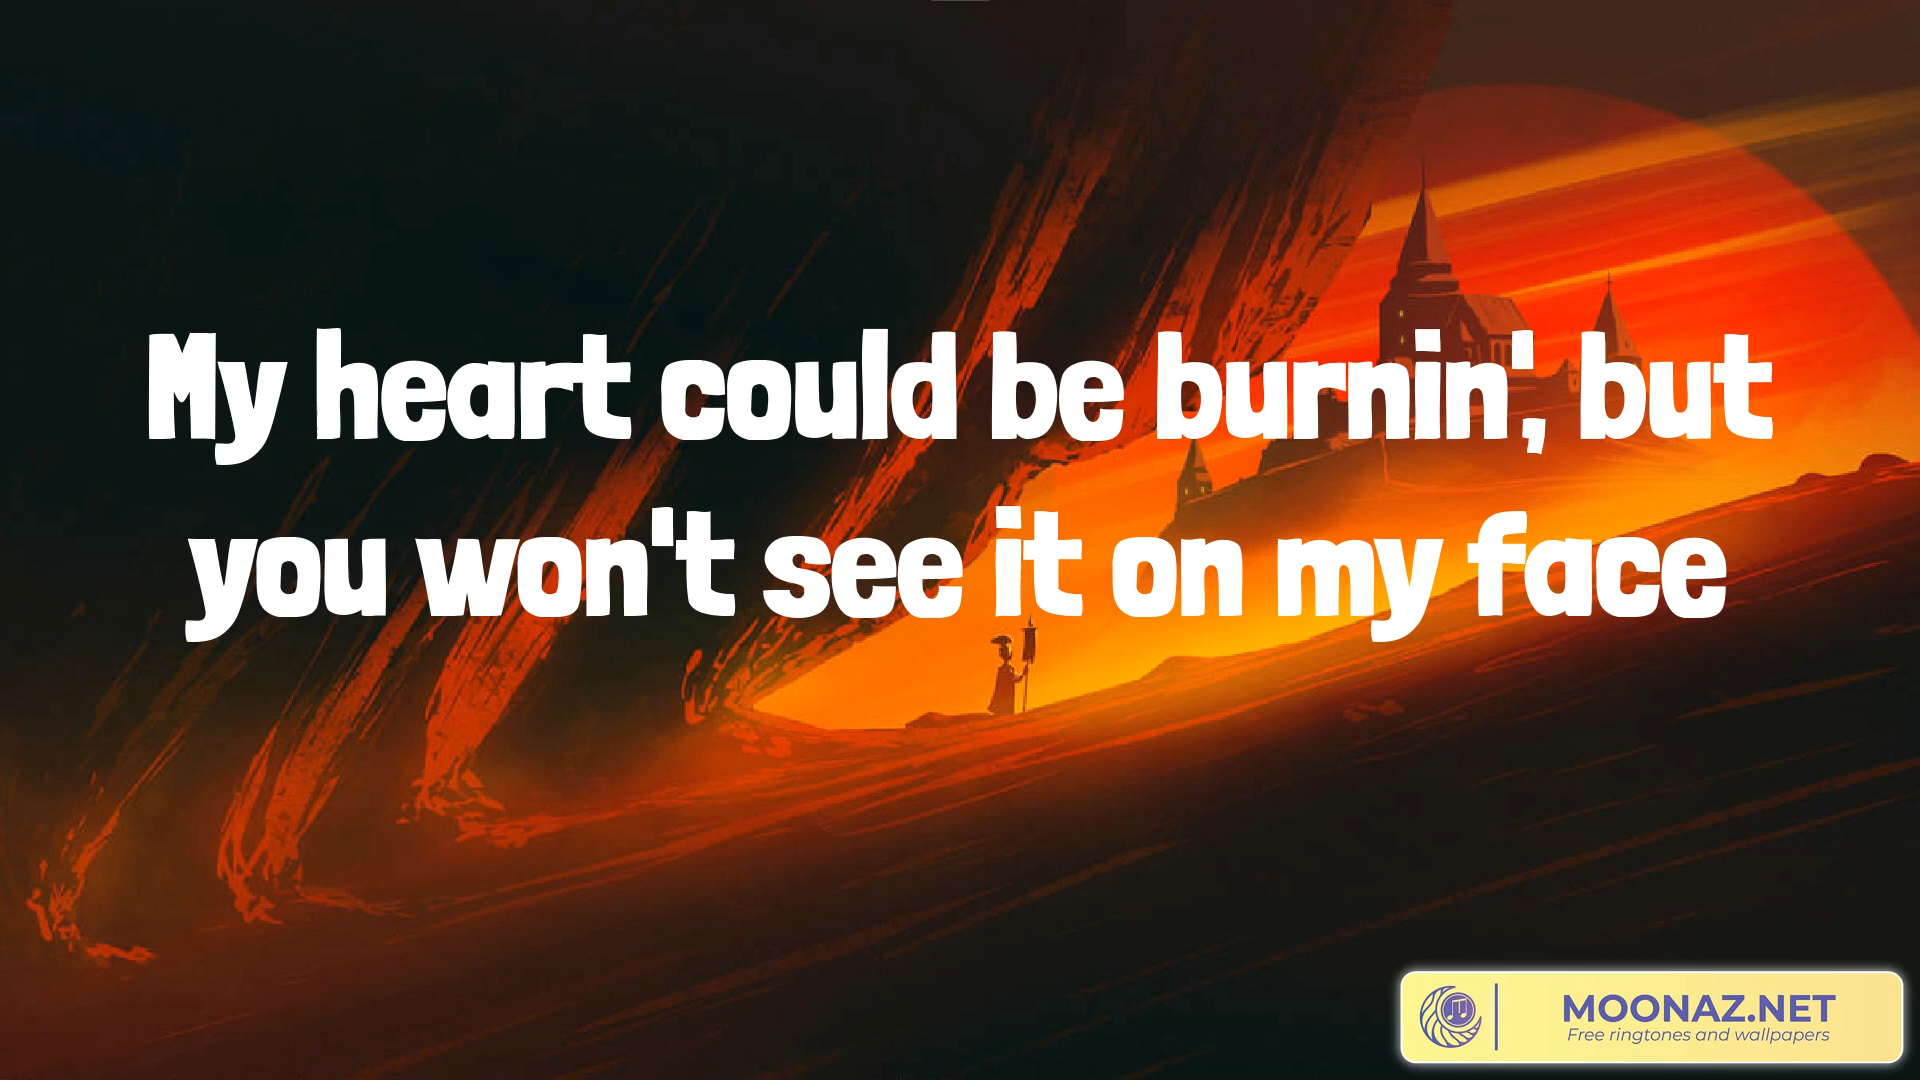 My heart could be burnin', but
you won't see it on my face
MOONAZ.NET
Free ringtones and wallpapers